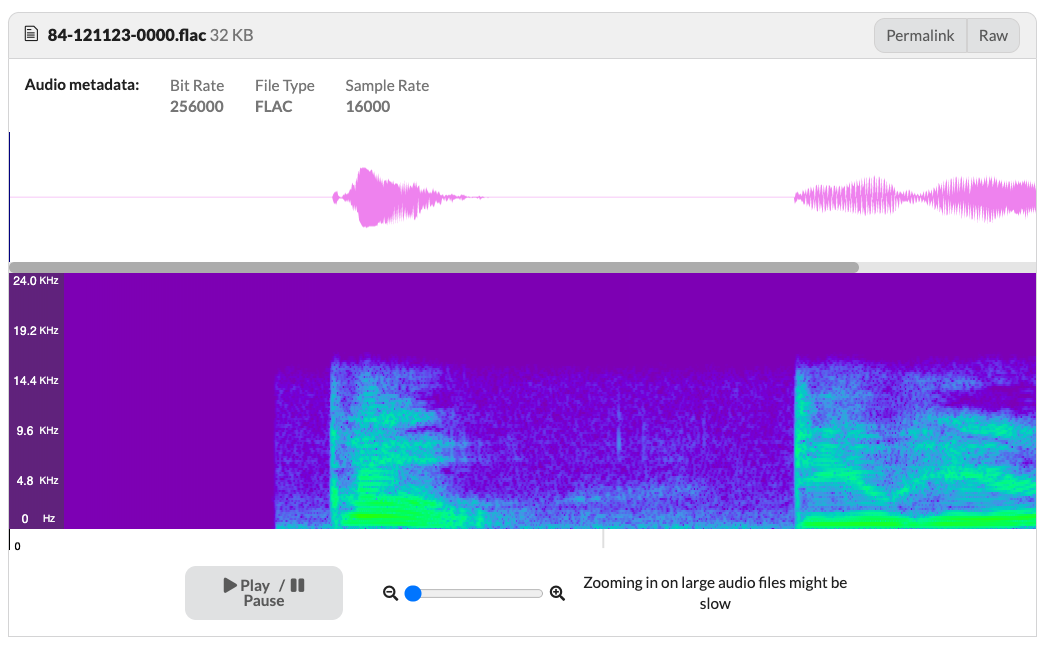 84-121123-0000.flac 32 KB
Permalink Raw
Audio metadata: Bit Rate File Type Sample Rate
256000 FLAC 16000
24.0 KHz
19.2 KHz
14.4 KHz
9.6 KHz
4.8 KHz
0 Hz
0
Play / Pause
Zooming in on large audio files might be
slow